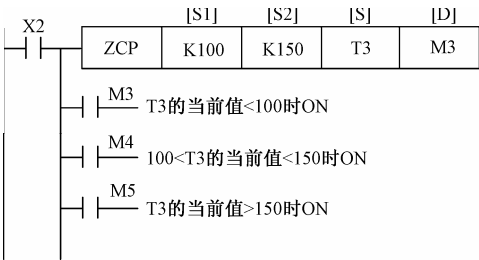 [S1] [S2] [S] [D]
X2
ZCP K100 K150 T3 M3
M3
T3的当前值<100时ON
M4
100<T3的当前值<150时ON
M5
T3的当前值>150时ON